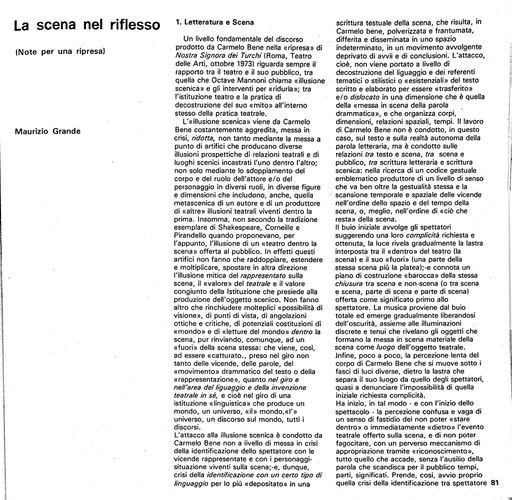 La scena nel riflesso
(Note per una ripresa)
Maurizio Grande
1. Letteratura e Scena
Un livello fondamentale del discorso
prodotto da Carmelo Bene nella «ripresa» di
Nostra Signora dei Turchi (Roma, Teatro
delle Arti, ottobre 1973) riguarda sempre il
rapporto tra il teatro e il suo pubblico, tra
quella che Octave Mannoni chiama «illusione
scenica» e gli interventi per «ridurla»; tra
l'istituzione teatro e la pratica di
decostruzione del suo «mito» all'interno
stesso della pratica teatrale.
L'«illusione scenica» viene da Carmelo
Bene costantemente aggredita, messa in
crisi, ridotta, non tanto mediante la messa a
punto di artifici che producano diverse
illusioni prospettiche di relazioni teatrali e di
luoghi scenici incastrati l'uno dentro l'altro;
non solo mediante lo sdoppiamento del
corpo e del ruolo dell'attore e/o del
personaggio in diversi ruoli, in diverse figure
e dimensioni che includono, anche, quella
metascenica di un autore e di un produttore
di «altre» illusioni teatrali viventi dentro la
prima. Insomma, non secondo la tradizione
esemplare di Shakespeare, Corneille e
Pirandello quando proponevano, per
l'appunto, l'illusione di un «teatro dentro la
scena» offerta al pubblico. In effetti questi
artifici non fanno che raddoppiare, estendere
e moltiplicare, spostare in altra direzione
l'illusione mitica del rappresentato sulla
scena, il «valore» del teatrale e il valore
congiunto della Istituzione che presiede alla
produzione dell'oggetto scenico. Non fanno
altro che rinchiudere molteplici «possibilità di
visione», di punti di vista, di angolazioni
ottiche e critiche, di potenziali costituzioni di
«mondo» e di «letture del mondo» dentro la
scena, pur rinviando, comunque, ad un
«fuori» della scena stessa: che viene, così,
ad essere «catturato., preso nel giro non
tanto delle vicende, delle parole, del
«movimento» drammatico del testo o della
«rappresentazione», quanto nel giro e
nell'area del liguaggio e della invenzione
teatrale in sé, e cioè nel giro di una
istituzione «linguistica» che produce un
mondo, un universo, «il» mondo,«l'»
universo, un discorso sul mondo, tutti i
discorsi.
L'attacco alla illusione scenica è condotto da
Carmelo Bene non a livello di messa in crisi
della identificazione dello spettatore con le
vicende rappresentate e con i personaggi-
situazione viventi sulla scena;-e, dunque,
crisi della identificazione con un certo tipo di
linguaggio per lo più «depositato» in una
scrittura testuale della scena, che risulta, in
Carmelo bene, polverizzata e frantumata,
differita e disseminata in uno spazio
indeterminato, in un movimento avvolgente
deprivato di avvii e di conclusioni. L'attacco,
cioè, non viene portato a livello di
decostruzione del liguaggio e dei referenti
tematici o stilistici o «esistenziali» del testo
scritto e elaborato per essere «trasferito»
e/o dislocato in una dimensione che è quella
della «messa in scena della parola
drammatica», e che organizza corpi,
dimensioni, relazioni spaziali, tempi. Il lavoro
di Carmelo Bene non è condotto, in questo
caso, sul testo e sulla realtà autonoma della
parola letteraria, ma è condotto sulle
relazioni tra testo e scena, tra scena e
pubblico, tra scrittura letteraria e scrittura
scenica: nella ricerca di un codice gestuale
emblematico produttore di un livello di senso
che va ben oltre la gestualità stessa e la
scansione temporale e spaziale delle vicende
nell'ordine dello spazio e del tempo della
scena, o, meglio, nell'ordine di «ciò che
resta» della scena.
Il buio iniziale avvolge gli spettatori
suggerendo una loro complicità richiesta e
ottenuta, la luce rivela gradualmente la lastra
interposta tra il «dentro» del teatro (la
scena) e il suo «fuori» (una parte della
stessa scena più la platea);-e connota un
piano di costruzione «barocca» della stessa
chiusura tra scena e non-scena (o tra scena
e scena, parte di scena e parte di scena)
offerta come significato primo allo
spettatore. La musica proviene dal buio
totale ed emerge gradualmente liberandosi
dell'oscurità, assieme alle illuminazioni
discrete e tenui che rivelano gli oggetti che
formano la messa in scena materiale della
scena come luogo dell'oggetto teatrale.
Infine, poco a poco, la percezione lenta del
corpo di Carmelo Bene che si muove sotto i
fasci di luci diverse, dietro la lastra che
separa il suo luogo da quello degli spettatori,
quasi a denunciare l'impossibilità di quella
iniziale richiesta complicità.
Ha inizio, in tal modo - e con l'inizio dello
spettacolo - la percezione confusa e vaga di
un senso di fastidio del non poter «stare
dentro» o immediatamente «dietro» l'evento
teatrale offerto sulla scena, e di non poter
fagocitare, con un perverso meccanismo di
appropriazione tramite «riconoscimento»,
tutto quello che accade, senza l'ausilio della
parola che scandisca per il pubblico tempi,
parti, significati. Prende, così, avvio proprio
quella crisi della identificazione tra spettatore
81